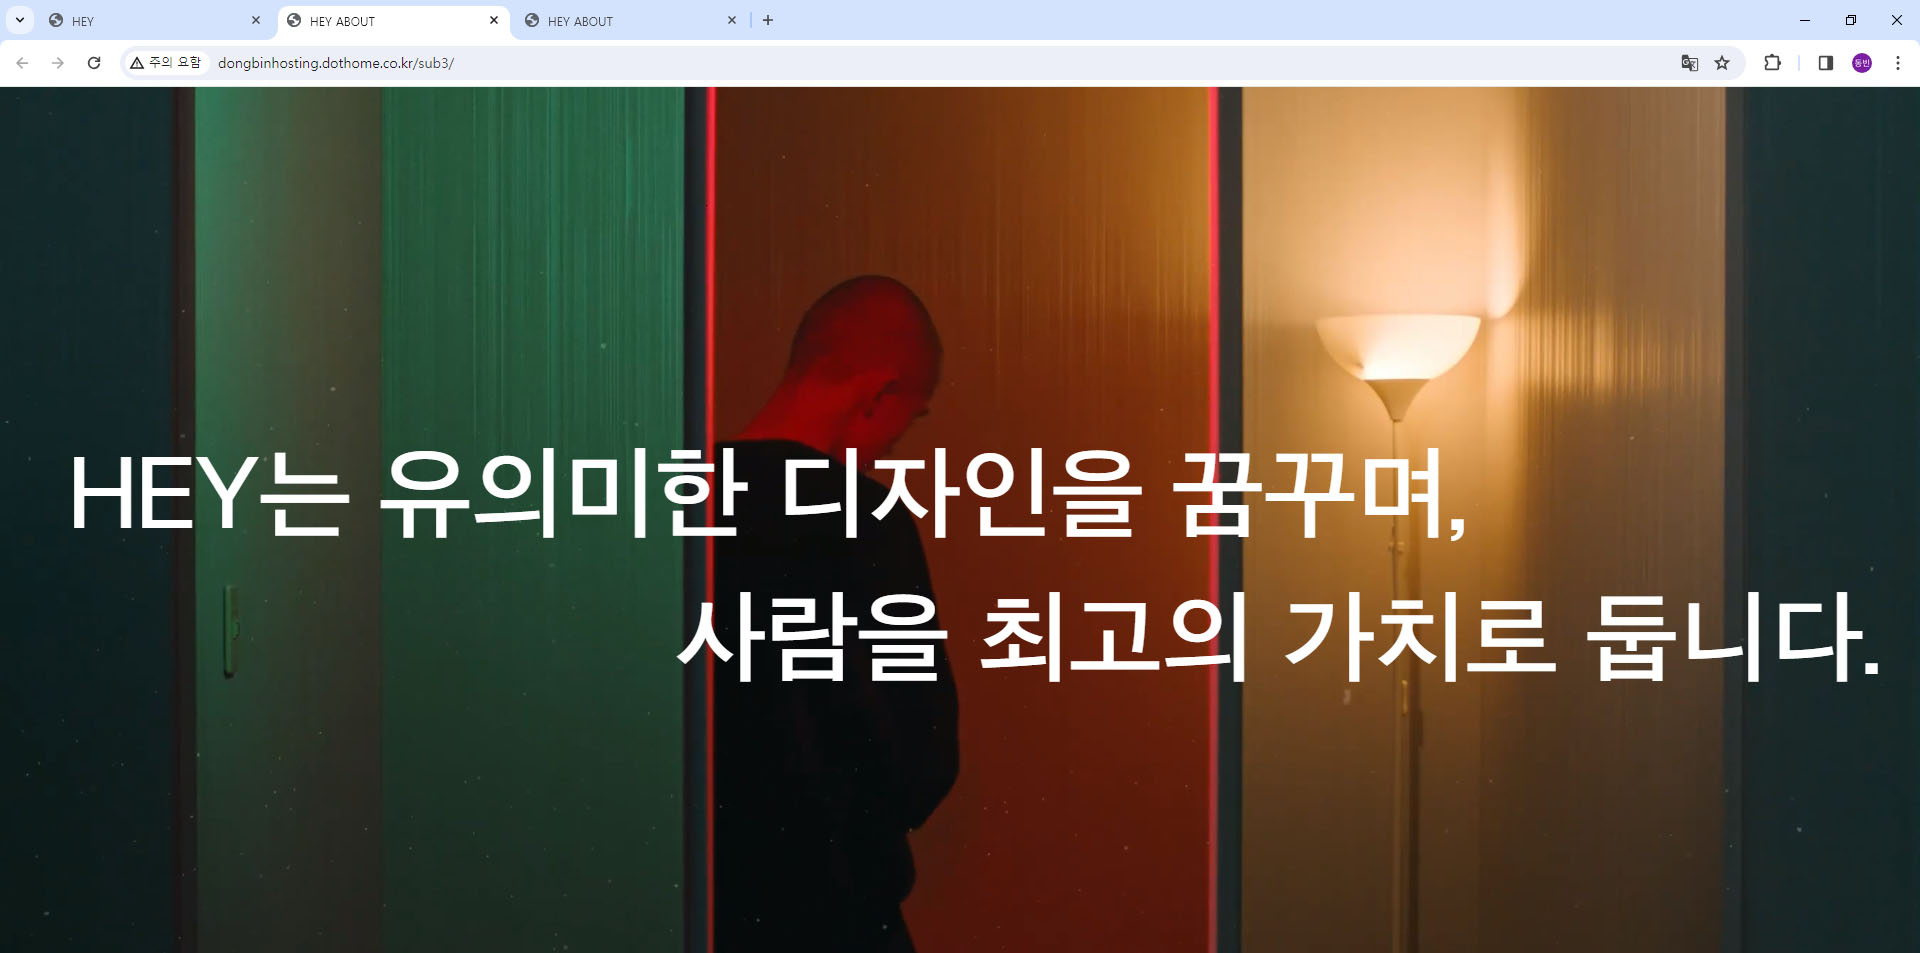 HEY
HEY ABOUT
HEY ABOUT
주의 요함
dongbinhosting.dothome.co.kr/sub3/
동빈
HEY는 유의미한 디자인을 꿈꾸며,
사람을 최고의 가치로 둡니다.